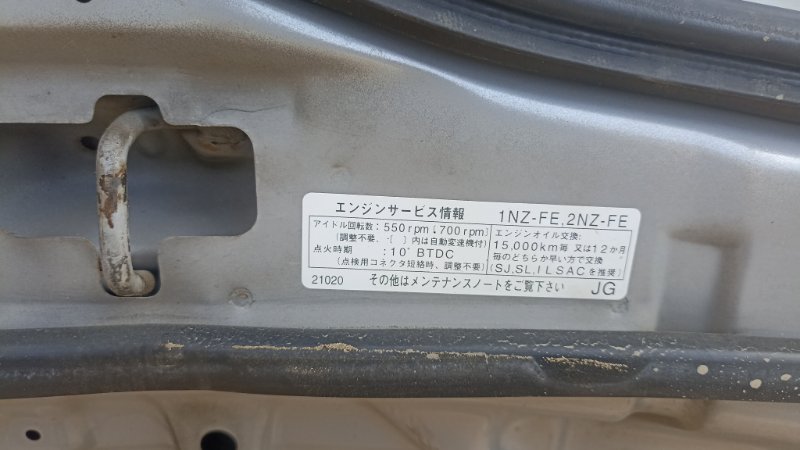 エンジンサービス情報 1NZ-FE,2NZ-FE
アイドル回転数:550rpm[700rpm]
(調整不要、[ ]内は自動変速機付)
点火時期 :10°BTDC
(点検用コネクタ短絡時、調整不要)
エンジンオイル交換:
15,000km毎 又は12か月
毎のどちらか早い方で交換
(SJ,SL,ILSACを推奨)
21020 その他はメンテナンスノートをご覧下さい JG